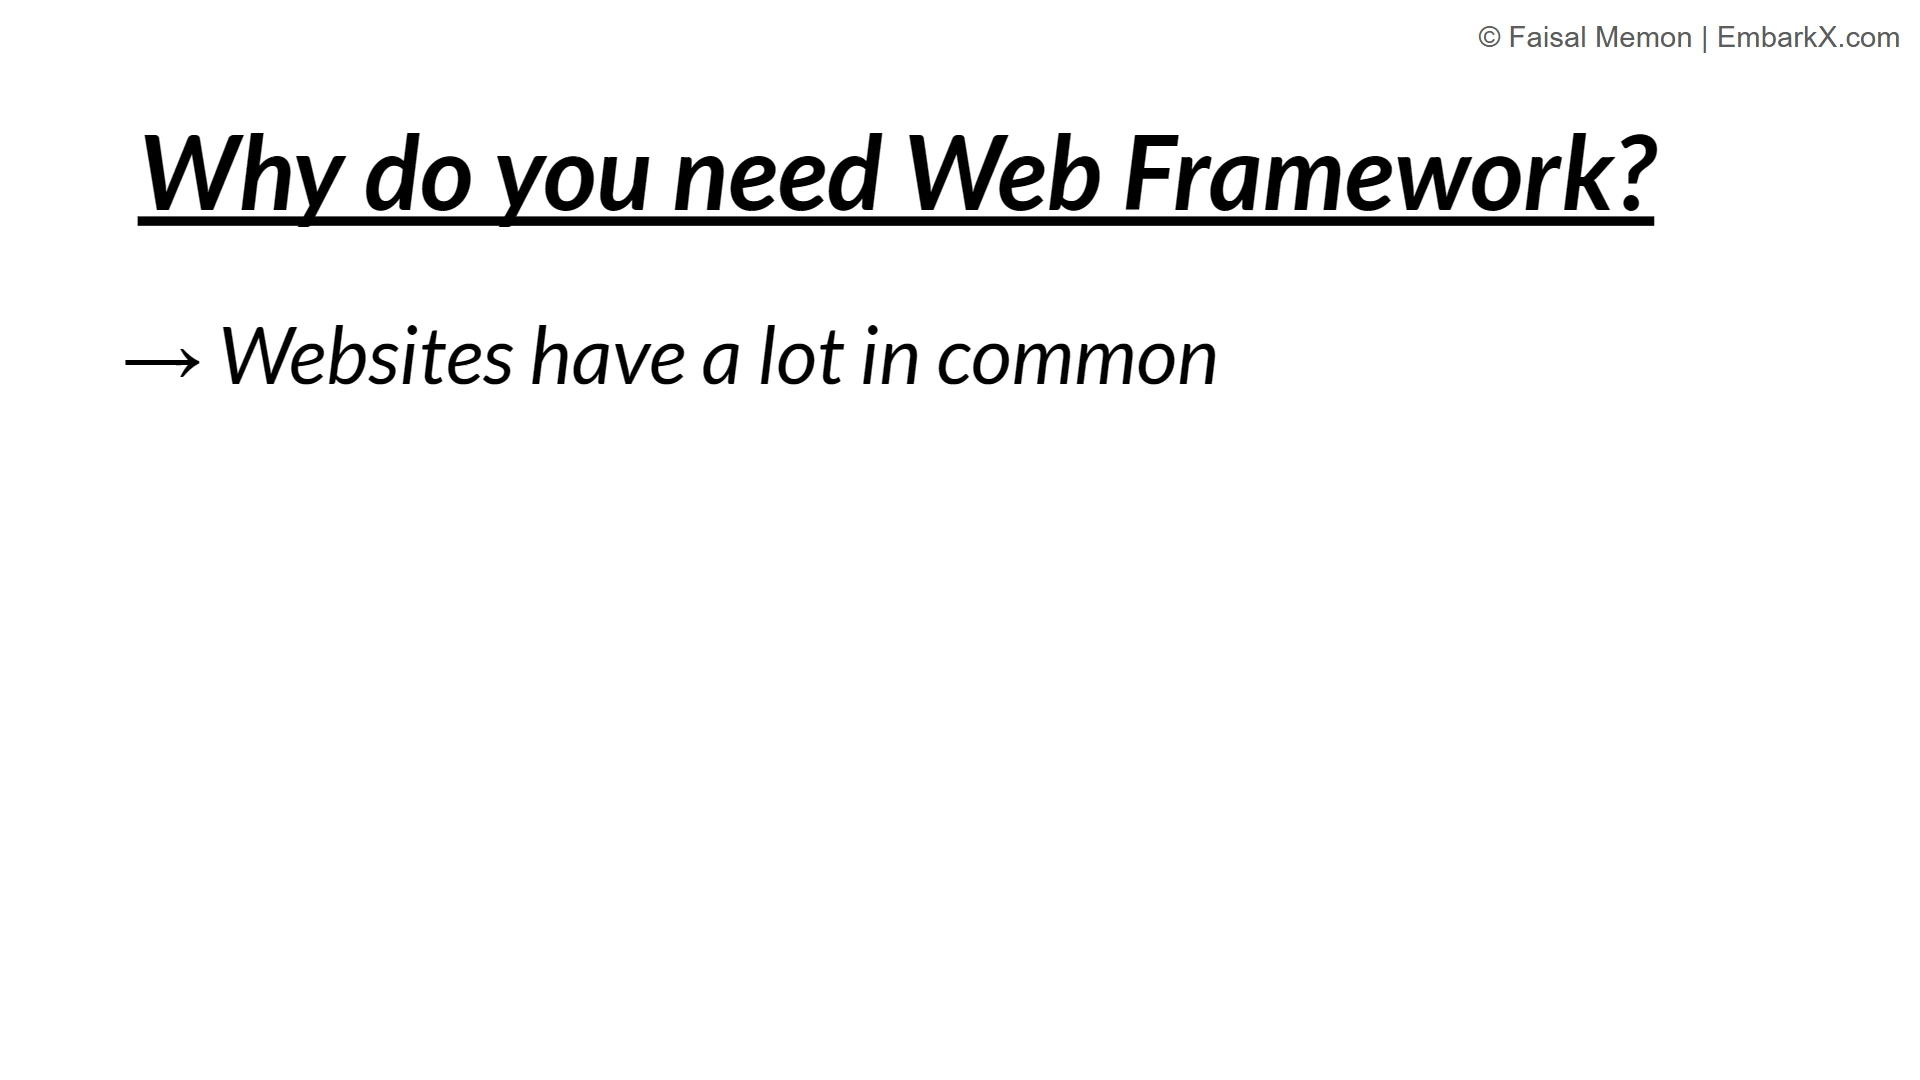 © Faisal Memon | EmbarkX.com
Why do you need Web Framework?
→ Websites have a lot in common